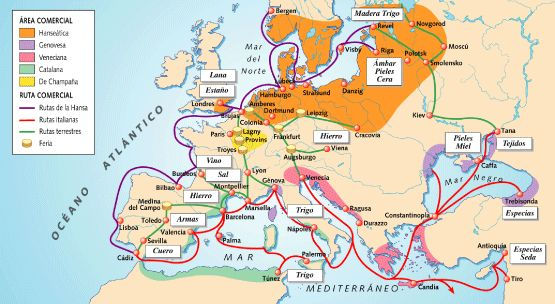 ÁREA COMERCIAL
Hanseática
Genovesa
Veneciana
Catalana
De Champaña
RUTA COMERCIAL
Rutas de la Hansa
Rutas italianas
Rutas terrestres
Feria
OCÉANO ATLÁNTICO
Bergen
Mar
del
Norte
Madera Trigo
Revel
Novgorod
Visby
Riga
Polotsk
Moscú
Smolensko
Ámbar
Pieles
Cera
Lana
Estaño
Londres
Lübeck
Hamburgo
Stralsund
Danzig
Brujas
Amberes
Dortmund
Colonia
Leipzig
Kiev
París
Lagny
Provins
Troyes
Frankfurt
Hierro
Cracovia
Augsburgo
Viena
Tana
Pieles
Miel
Tejidos
Caffa
Vino
Sal
Burdeos
Lyon
Génova
Venecia
Mar Negro
Bilbao
Hierro
Montpellier
Marsella
Medina
del Campo
Toledo
Armas
Barcelona
Trigo
Ragusa
Durazzo
Constantinopla
Trebisonda
Especias
Lisboa
Sevilla
Valencia
Nápoles
Cádiz
Cuero
Palma
MAR
Palermo
Túnez
Trigo
MEDITERRÁNEO
Candia
Antioquía
Especias
Seda
Tiro